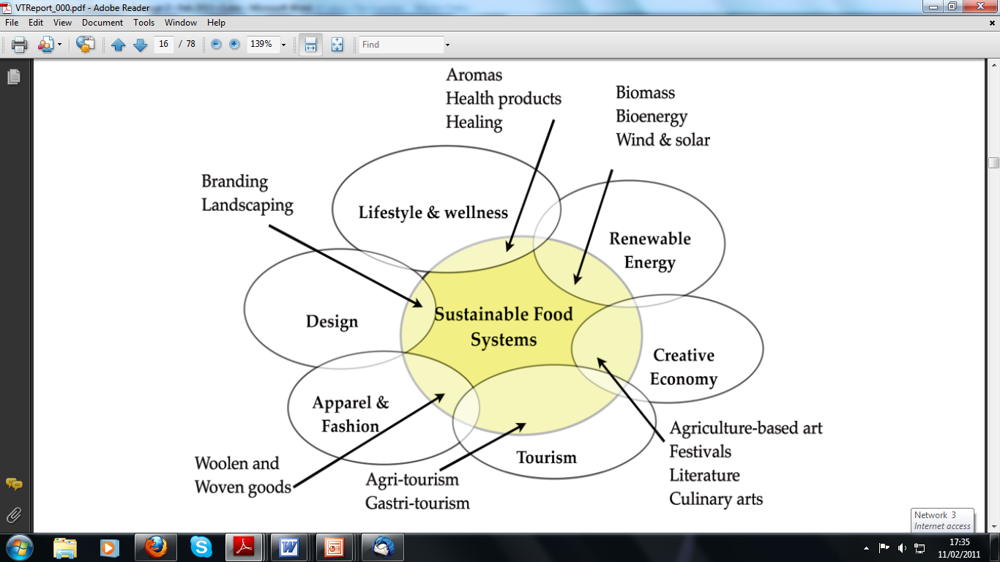 VTReport_000.pdf - Adobe Reader
File Edit View Document Tools Window Help
16 / 78 139% Find
Aromas
Health products
Healing
Biomass
Bioenergy
Wind & solar
Branding
Landscaping
Lifestyle & wellness
Renewable
Energy
Design
Sustainable Food
Systems
Creative
Economy
Apparel &
Fashion
Tourism
Woolen and
Woven goods
Agri-tourism
Gastri-tourism
Agriculture-based art
Festivals
Literature
Culinary arts
Network 3
Internet access
17:35
11/02/2011